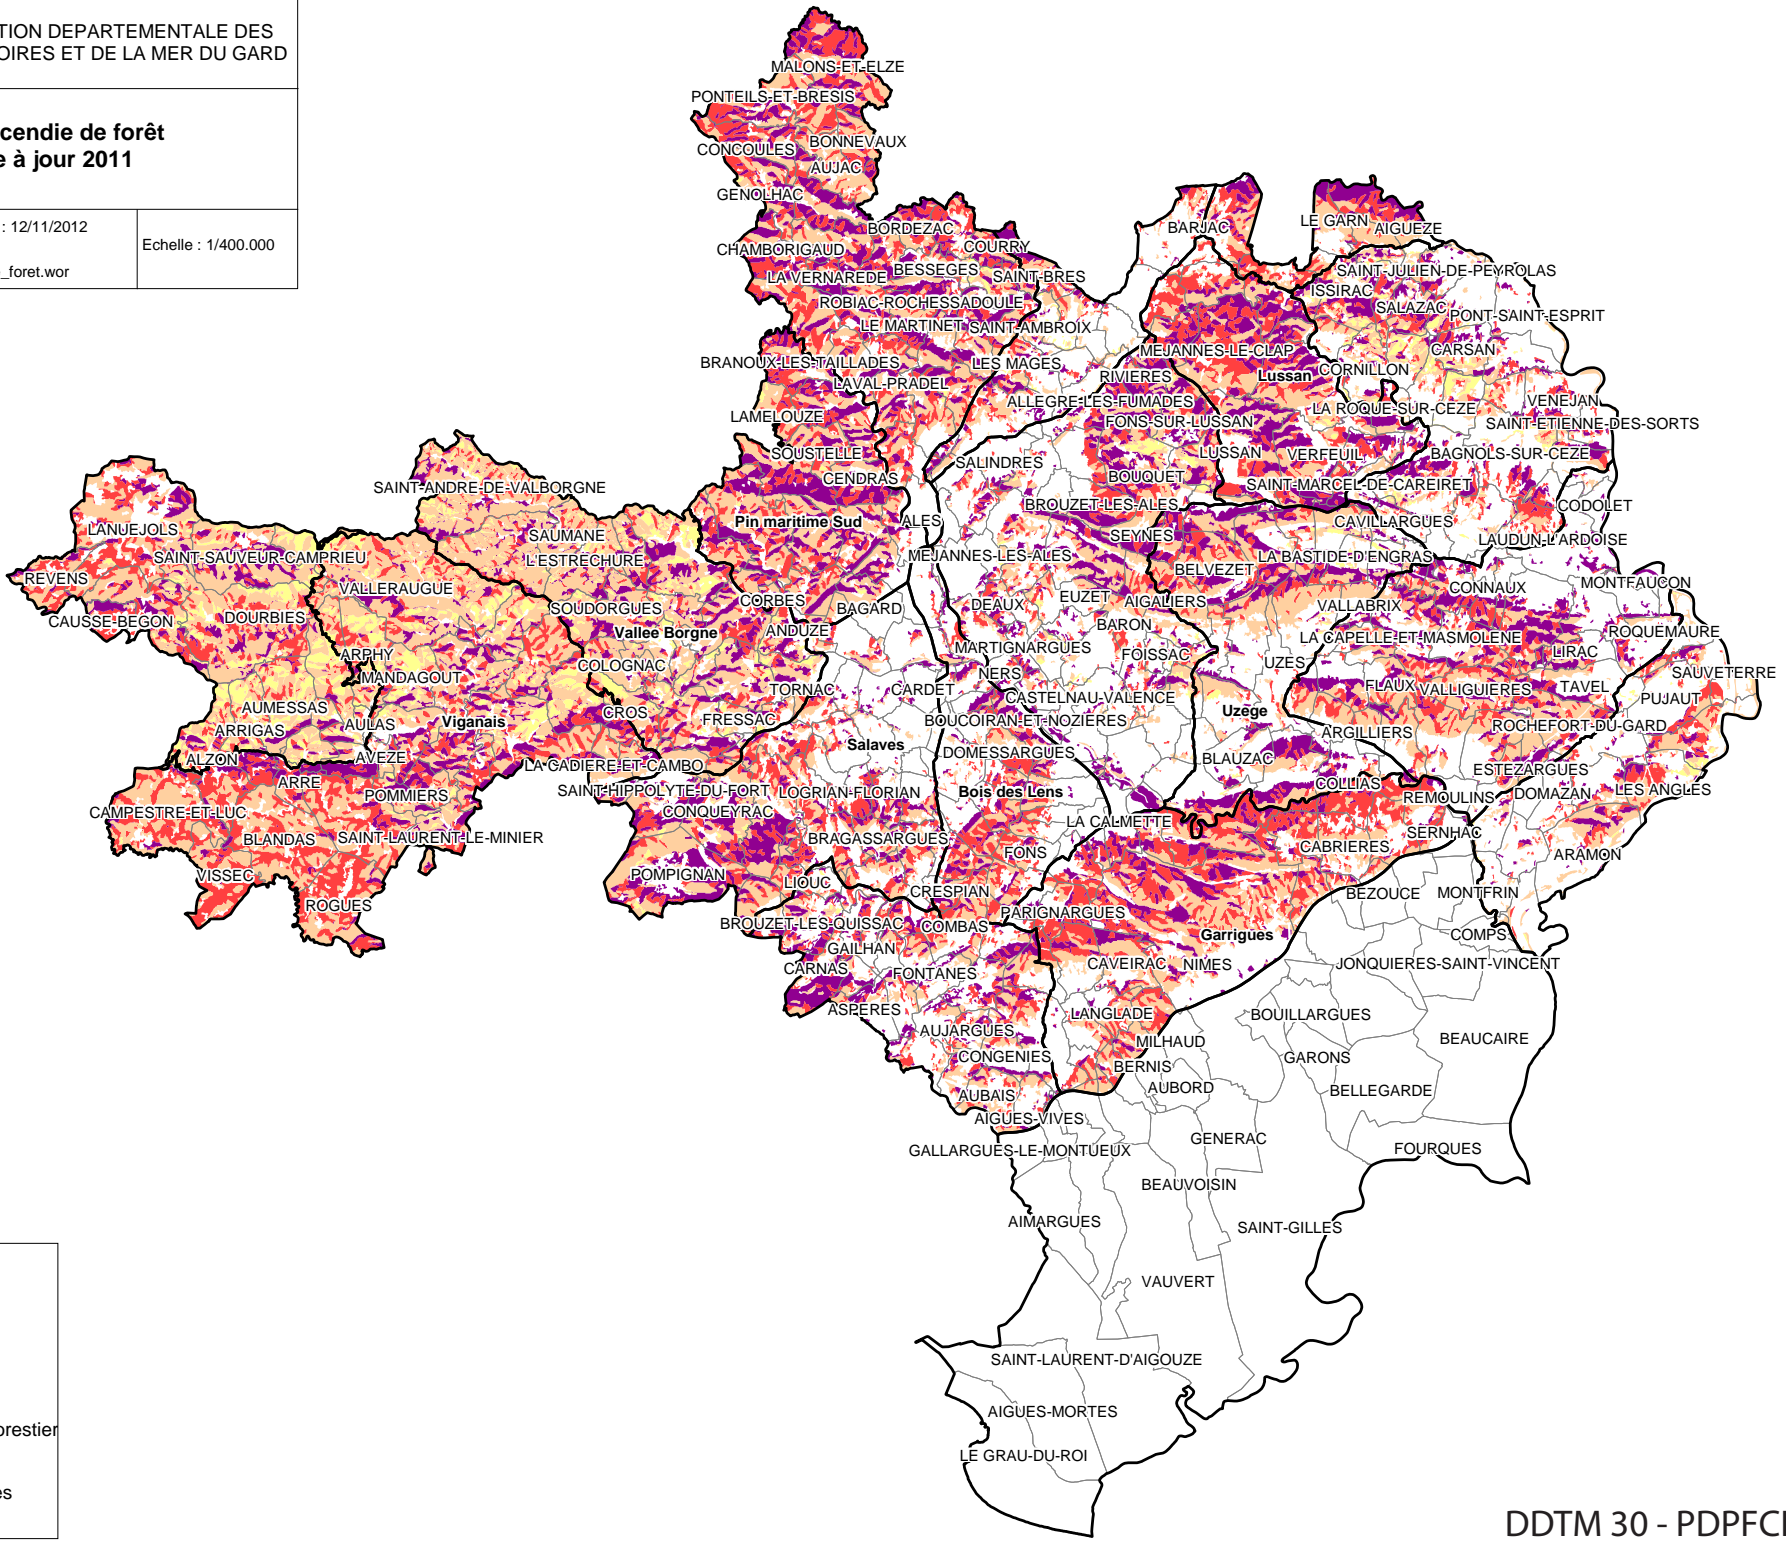 TION DEPARTEMENTALE DES
OIRES ET DE LA MER DU GARD
cendie de forêt
e à jour 2011
: 12/11/2012
Echelle : 1/400.000
_foret.wor
MALONS-ET-ELZE
PONTEILS-ET-BRESIS
BONNEVAUX
CONCOULES
AUJAC
GENOLHAC
BARJAC
LE GARN
AIGUEZE
BORDEZAC
CHAMBORIGAUD
COURRY
LA VERNAREDE
BESSEGES
SAINT-BRES
SAINT-JULIEN-DE-PEYROLAS
ISSIRAC
ROBIAC-ROCHESSADOULE
SALAZAC
PONT-SAINT-ESPRIT
LE MARTINET
SAINT-AMBROIX
MEJANNES-LE-CLAP
CARSAN
BRANOUX-LES-TAILLADES
LES MAGES
RIVIERES
Lussan
CORNILLON
LAVAL-PRADEL
ALLEGRE-LES-FUMADES
VENEJAN
LAMELOUZE
LA ROQUE-SUR-CEZE
FONS-SUR-LUSSAN
SAINT-ETIENNE-DES-SORTS
SOUSTELLE
SALINDRES
LUSSAN
VERFEUIL
BAGNOLS-SUR-CEZE
CENDRAS
BOUQUET
SAINT-MARCEL-DE-CAREIRET
SAINT-ANDRE-DE-VALBORGNE
BROUZET-LES-ALES
CODOLET
LANUEJOLS
Pin maritime Sud
ALES
CAVILLARGUES
SAUMANE
SEYNES
LAUDUN-L'ARDOISE
SAINT-SAUVEUR-CAMPRIEU
L'ESTRECHURE
MEJANNES-LES-ALES
LA BASTIDE-D'ENGRAS
REVENS
BELVEZET
MONTFAUCON
VALLERAUGUE
CONNAUX
CORBES
EUZET
AIGALIERS
SOUDORGUES
BAGARD
DEAUX
VALLABRIX
CAUSSE-BEGON
DOURBIES
Vallee Borgne
ANDUZE
BARON
LA CAPELLE-ET-MASMOLENE
ROQUEMAURE
ARPHY
MARTIGNARGUES
FOISSAC
LIRAC
COLOGNAC
UZES
MANDAGOUT
NERS
SAUVETERRE
TORNAC
CARDET
CASTELNAU-VALENCE
FLAUX
VALLIGUIERES
TAVEL
PUJAUT
AUMESSAS
CROS
FRESSAC
BOUCOIRAN-ET-NOZIERES
Uzège
ARRIGAS
AULAS
Viganais
ROCHEFORT-DU-GARD
ARGILLIERS
Salaves
DOMESSARGUES
ALZON
AVEZE
LA CADIERE-ET-CAMBO
BLAUZAC
ESTEZARGUES
ARRE
COLLIAS
SAINT-HIPPOLYTE-DU-FORT
LOGRIAN-FLORIAN
Bois des Lens
DOMAZAN
LES ANGLES
POMMIERS
REMOULINS
CAMPESTRE-ET-LUC
CONQUEYRAC
LA CALMETTE
SERNHAC
BLANDAS
SAINT-LAURENT-LE-MINIER
BRAGASSARGUES
CABRIERES
FONS
ARAMON
VISSEC
POMPIGNAN
LIOUC
CRESPIAN
BEZOUCE
MONTFRIN
ROGUES
PARIGNARGUES
BROUZET-LES-QUISSAC
COMBAS
Garrigues
COMPS
GAILHAN
CARNAS
FONTANES
CAVEIRAC
NIMES
JONQUIERES-SAINT-VINCENT
ASPERES
LANGLADE
BOUILLARGUES
AUJARGUES
MILHAUD
BEAUCAIRE
CONGENIES
GARONS
BERNIS
AUBORD
BELLEGARDE
AUBAIS
AIGUES-VIVES
GENERAC
FOURQUES
GALLARGUES-LE-MONTUEUX
BEAUVOISIN
AIMARGUES
SAINT-GILLES
VAUVERT
SAINT-LAURENT-D'AIGOUZE
AIGUES-MORTES
LE GRAU-DU-ROI
orestier
es
DDTM 30 - PDPFCI